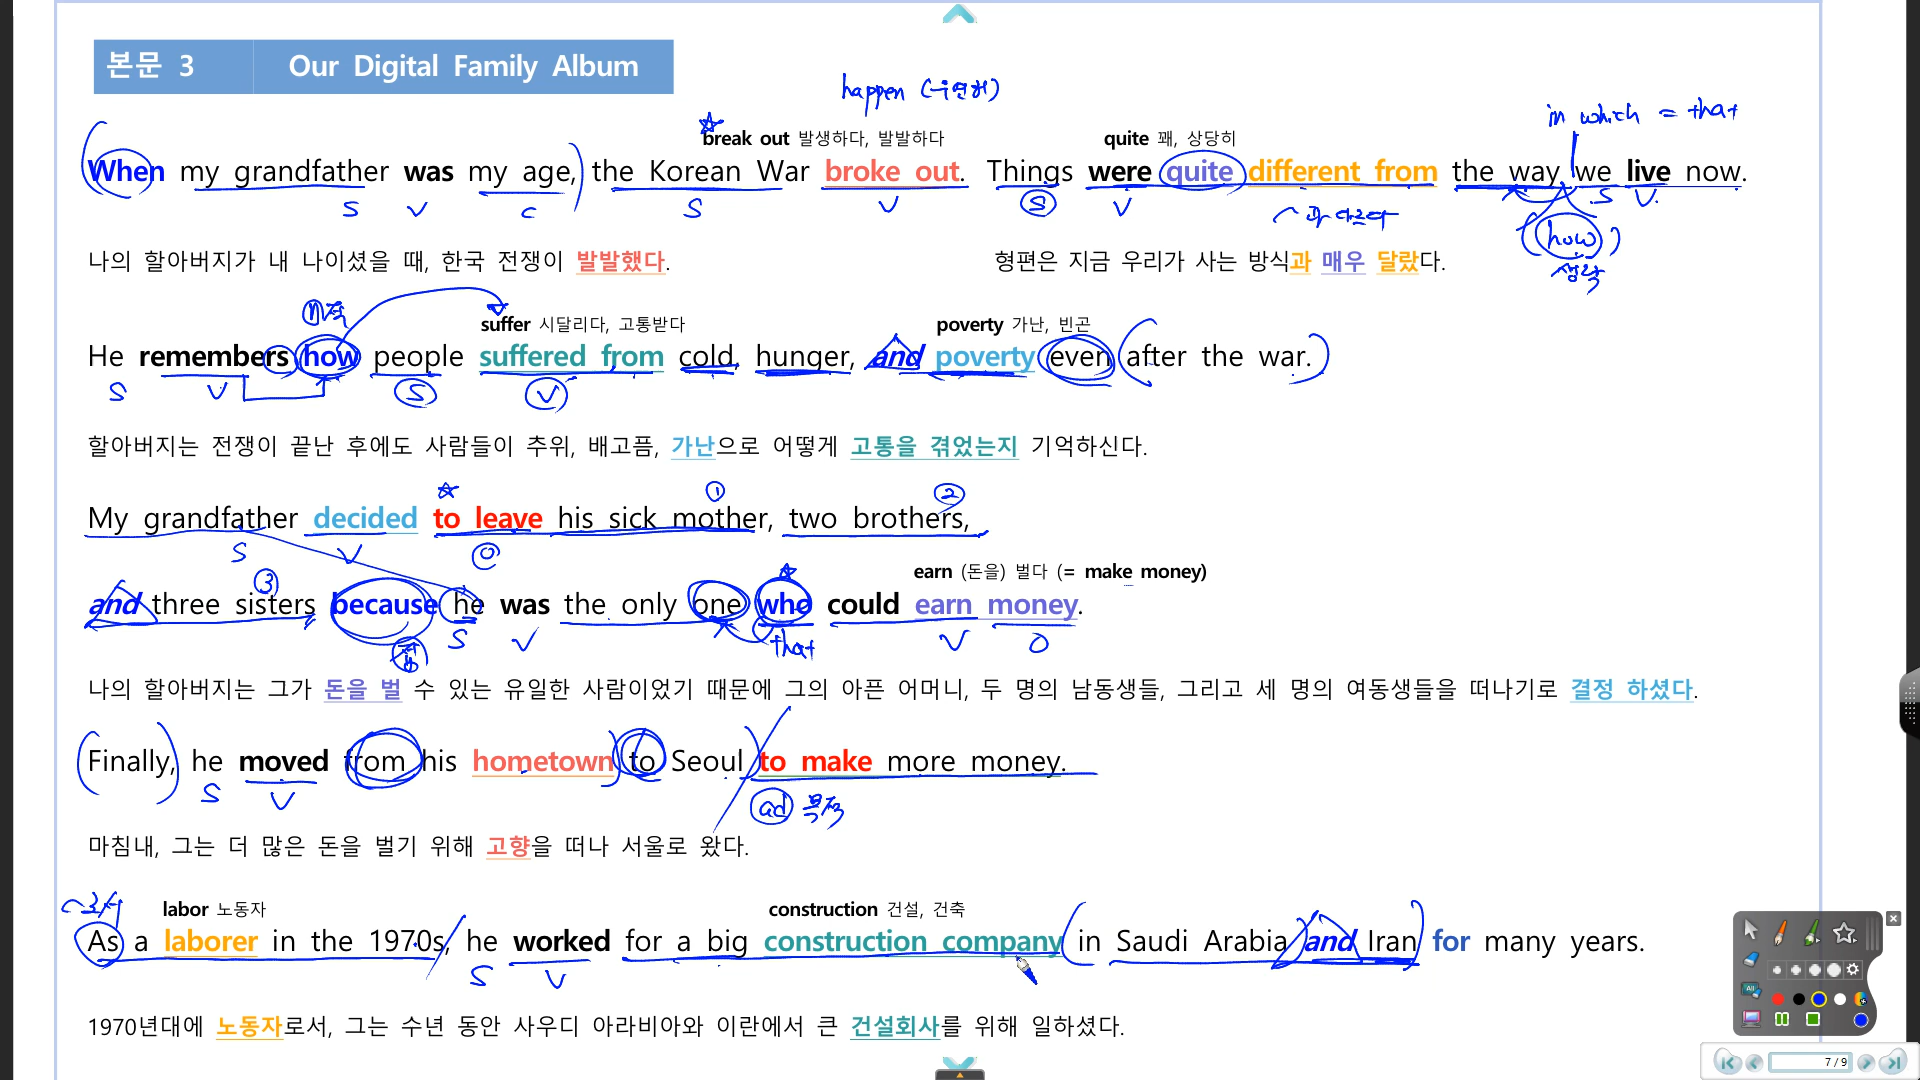 본문 3 Our Digital Family Album
happen (우연히)
in which = that
break out 발생하다, 발발하다 quite 꽤, 상당히
When my grandfather was my age, the Korean War broke out. Things were quite different from the way we live now.
S V C S V S V S V
~과 다르다 (how)
생략
나의 할아버지가 내 나이셨을 때, 한국 전쟁이 발발했다. 형편은 지금 우리가 사는 방식과 매우 달랐다.
suffer 시달리다, 고통받다 poverty 가난, 빈곤
He remembers how people suffered from cold, hunger, and poverty even after the war.
S V S V
할아버지는 전쟁이 끝난 후에도 사람들이 추위, 배고픔, 가난으로 어떻게 고통을 겪었는지 기억하신다.
① ②
My grandfather decided to leave his sick mother, two brothers,
S V O
③ earn (돈을) 벌다 (= make money)
and three sisters because he was the only one who could earn money.
접 S V that V O
나의 할아버지는 그가 돈을 벌 수 있는 유일한 사람이었기 때문에 그의 아픈 어머니, 두 명의 남동생들, 그리고 세 명의 여동생들을 떠나기로 결정 하셨다.
Finally, he moved from his hometown to Seoul to make more money.
S V ad 목적
마침내, 그는 더 많은 돈을 벌기 위해 고향을 떠나 서울로 왔다.
~로서 labor 노동자 construction 건설, 건축
As a laborer in the 1970s, he worked for a big construction company in Saudi Arabia and Iran for many years.
S V
1970년대에 노동자로서, 그는 수년 동안 사우디 아라비아와 이란에서 큰 건설회사를 위해 일하셨다.
7 / 9